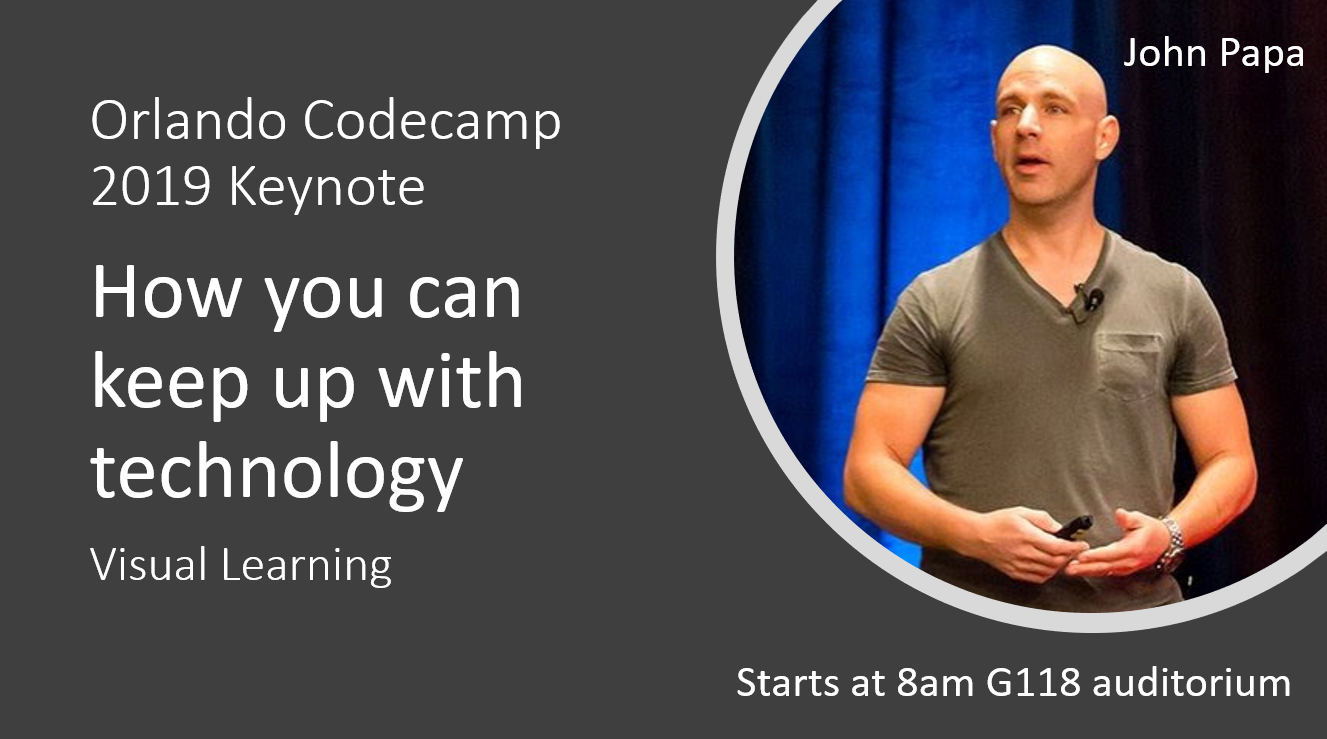 Orlando Codecamp
2019 Keynote
How you can
keep up with
technology
Visual Learning
John Papa
Starts at 8am G118 auditorium